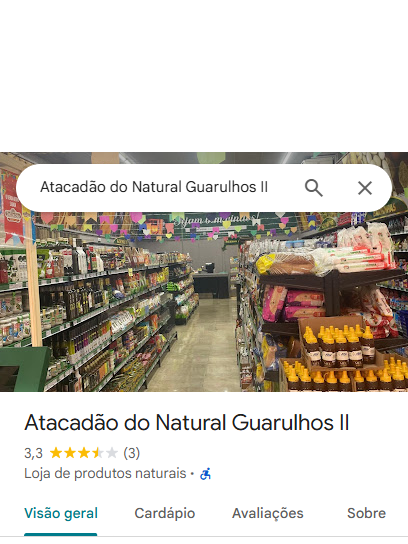 Atacadão do Natural Guarulhos II
Atacadão do Natural Guarulhos II
3,3 (3)
Loja de produtos naturais ·
Visão geral Cardápio Avaliações Sobre